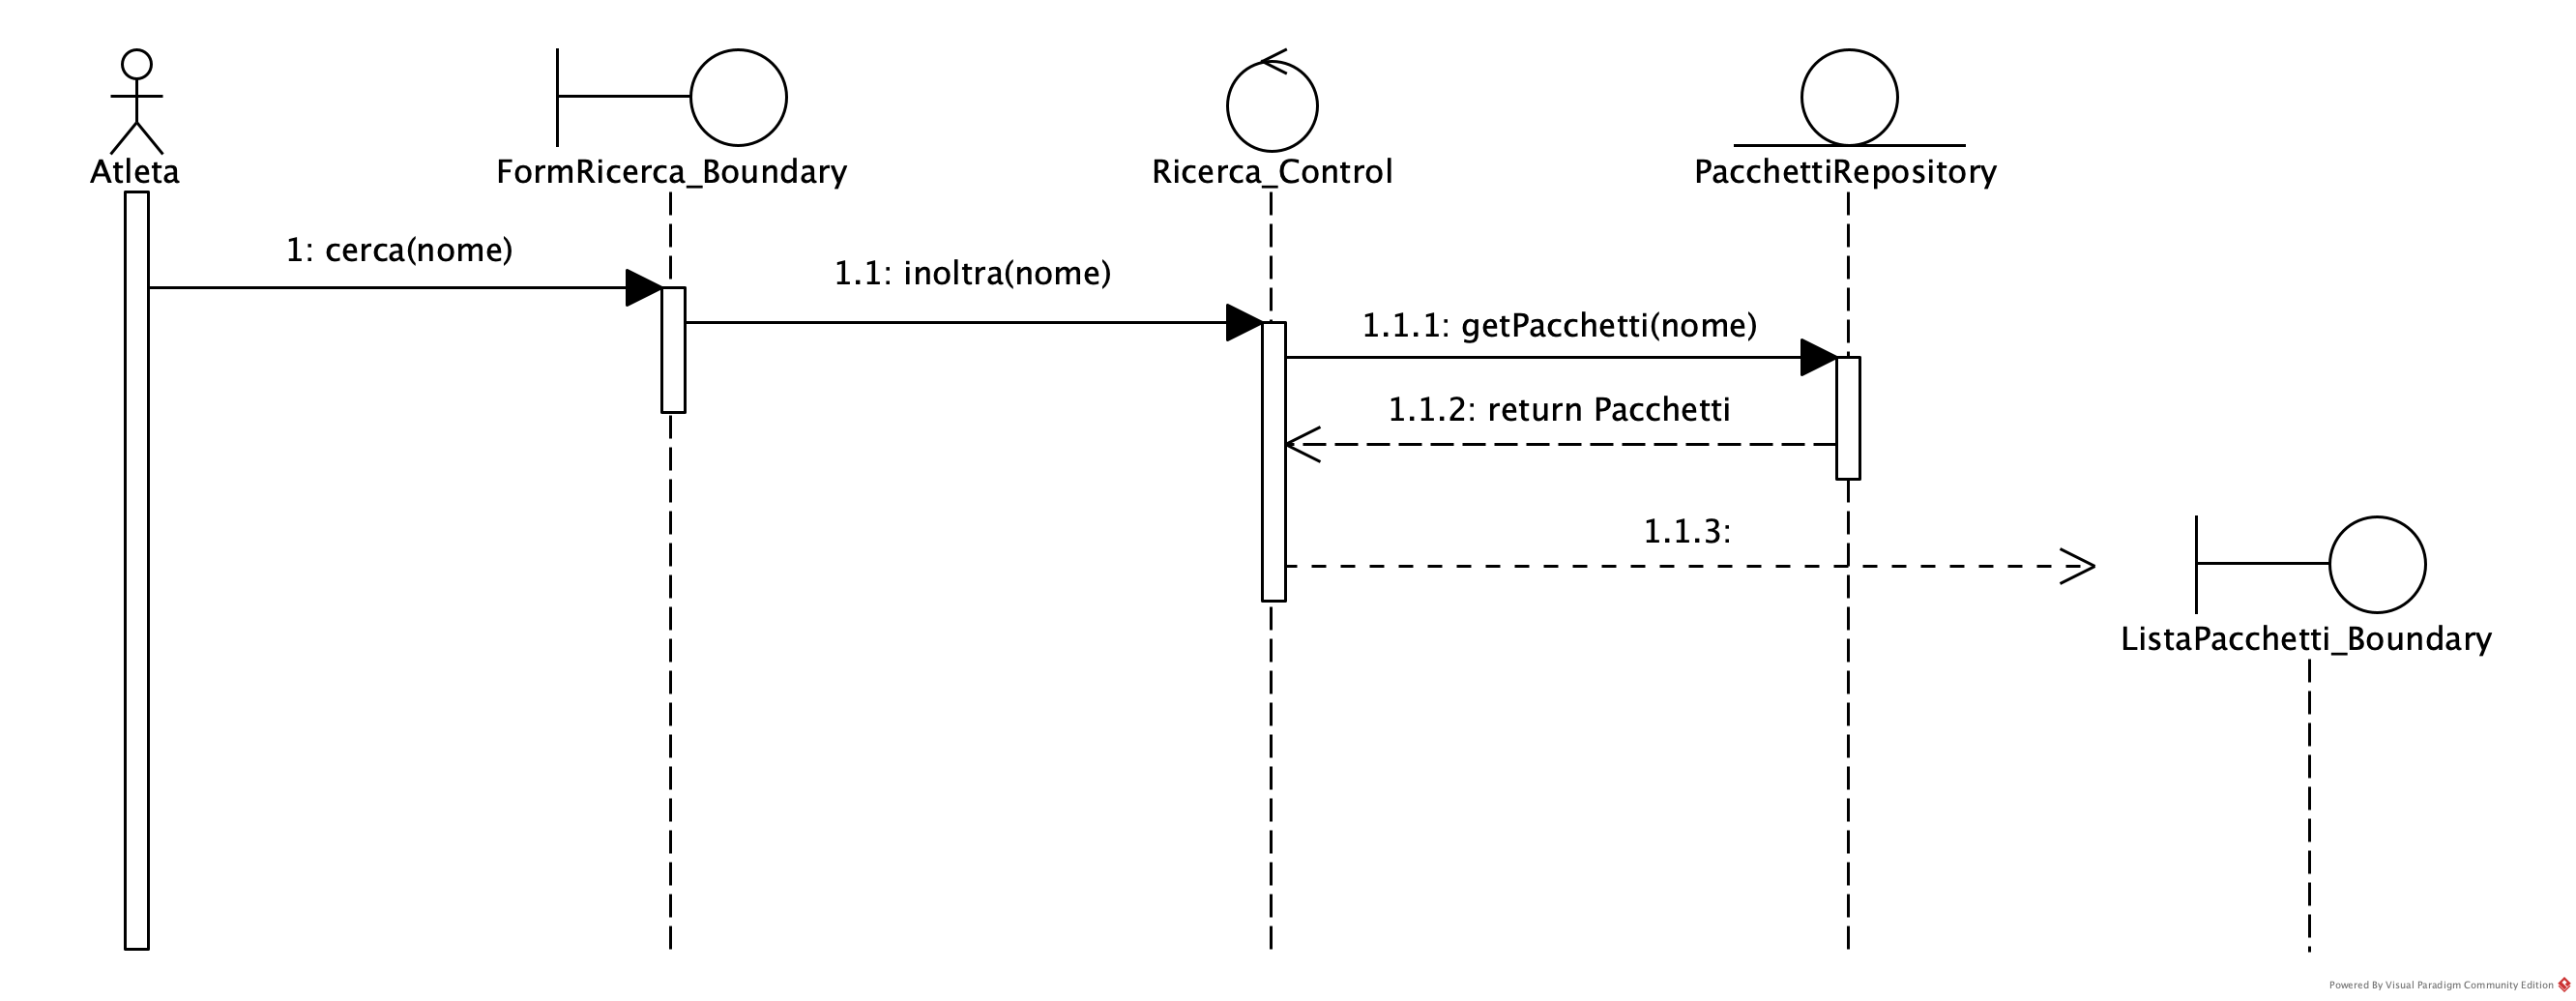 Atleta
FormRicerca_Boundary
Ricerca_Control
PacchettiRepository
1: cerca(nome)
1.1: inoltra(nome)
1.1.1: getPacchetti(nome)
1.1.2: return Pacchetti
1.1.3:
ListaPacchetti_Boundary
Powered By Visual Paradigm Community Edition